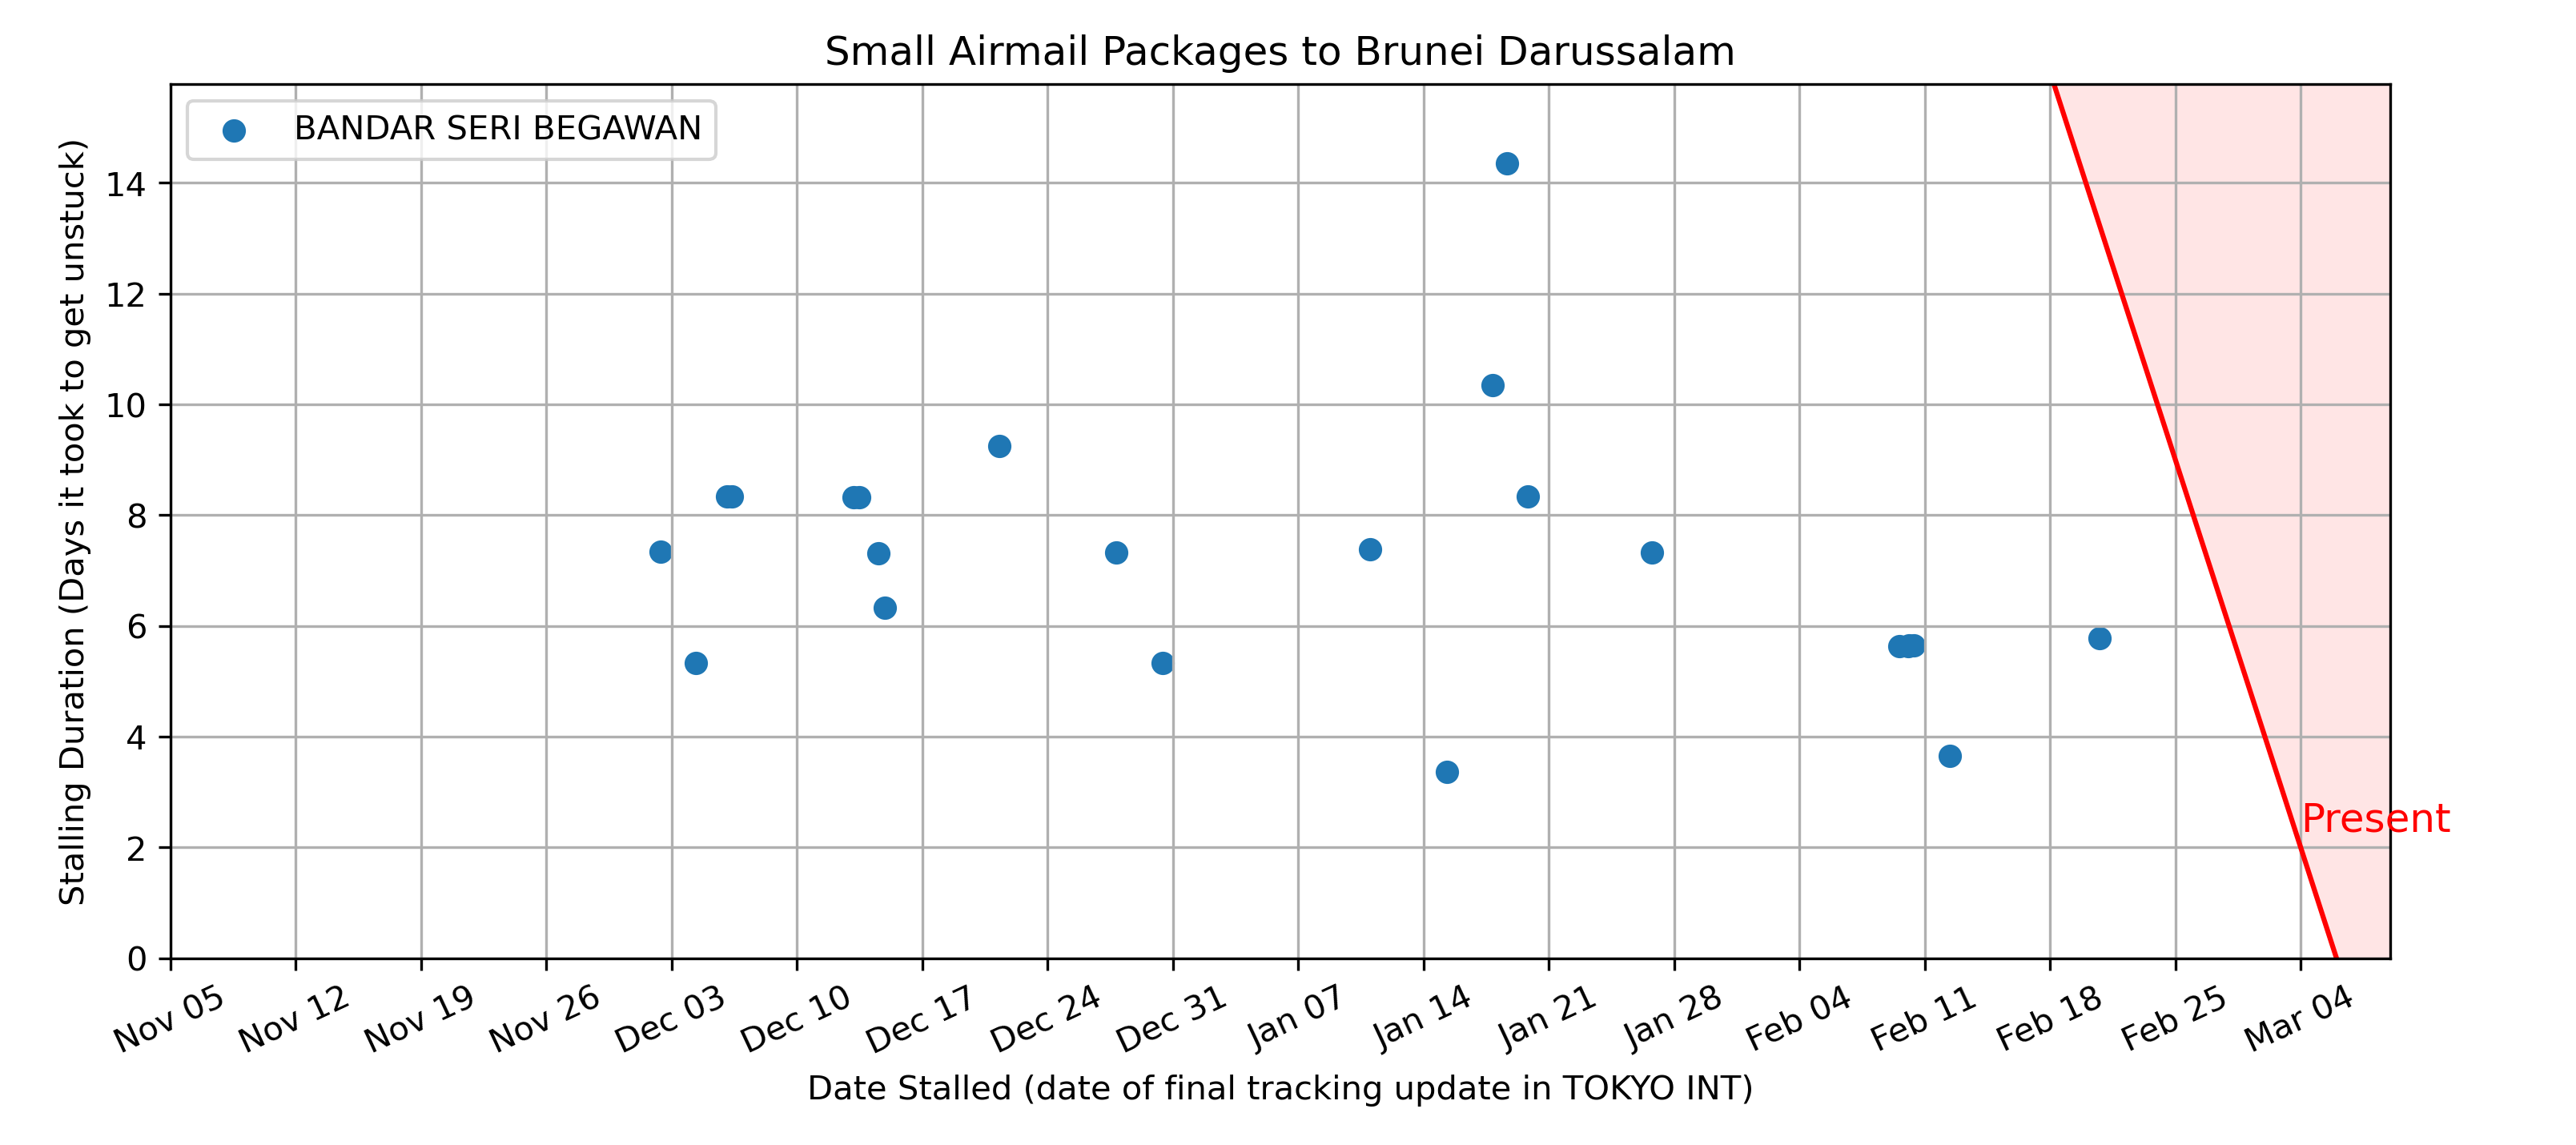 Small Airmail Packages to Brunei Darussalam
BANDAR SERI BEGAWAN
Stalling Duration (Days it took to get unstuck)
14
12
10
8
6
4
2
0
Present
Nov 05
Nov 12
Nov 19
Nov 26
Dec 03
Dec 10
Dec 17
Dec 24
Dec 31
Jan 07
Jan 14
Jan 21
Jan 28
Feb 04
Feb 11
Feb 18
Feb 25
Mar 04
Date Stalled (date of final tracking update in TOKYO INT)